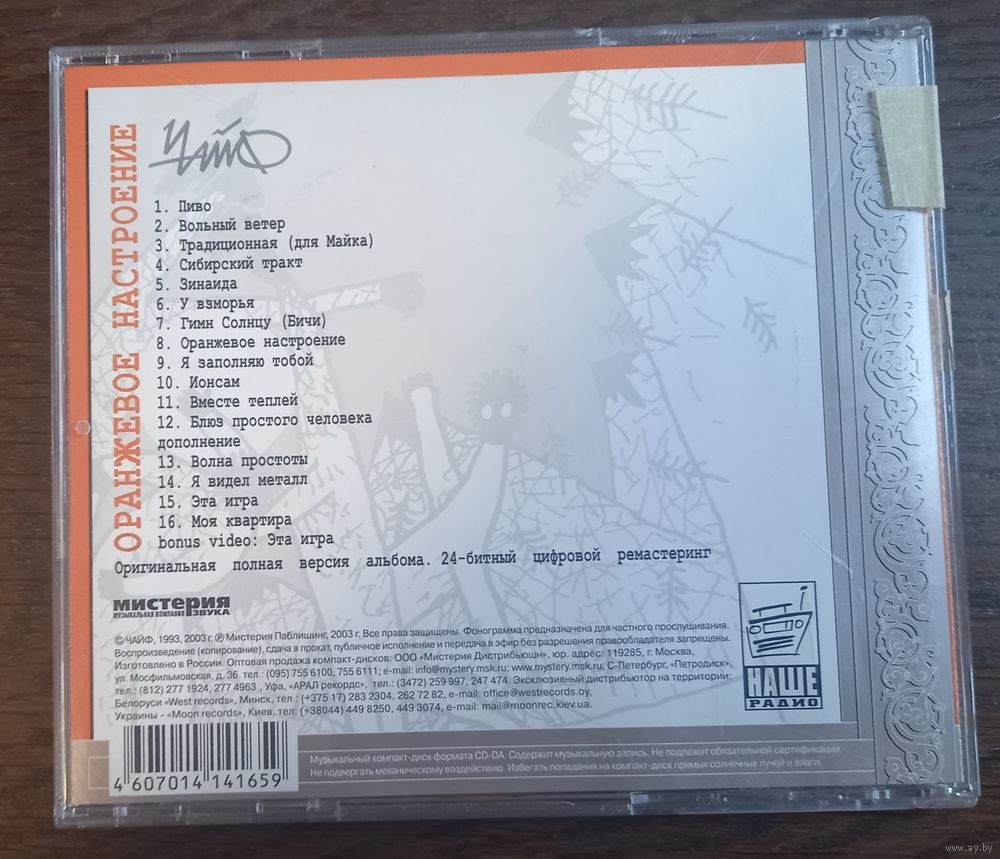 ОРАНЖЕВОЕ НАСТРОЕНИЕ
ЧАЙФ
1. Пиво
2. Вольный ветер
3. Традиционная (для Майка)
4. Сибирский тракт
5. Зинаида
6. У взморья
7. Гимн Солнцу (Бичи)
8. Оранжевое настроение
9. Я заполняю тобой
10. Ионсам
11. Вместе теплей
12. Блюз простого человека
дополнение
13. Волна простоты
14. Я видел металл
15. Эта игра
16. Моя квартира
bonus video: Эта игра
Оригинальная полная версия альбома. 24-битный цифровой ремастеринг
мистерия
МУЗЫКАЛЬНАЯ КОМПАНИЯ ЗВУКА
© ЧАЙФ, 1993, 2003 г. ℗ Мистерия Паблишинг, 2003 г. Все права защищены. Фонограмма предназначена для частного прослушивания.
Воспроизведение (копирование), сдача в прокат, публичное исполнение и передача в эфир без разрешения правообладателя запрещены.
Изготовлено в России. Оптовая продажа компакт-дисков: ООО «Мистерия Дистрибьюшн», юр. адрес: 119285, г. Москва,
ул. Мосфильмовская, д. 36. тел.: (095) 755 6100, 755 6111; e-mail: info@mystery.msk.ru; www.mystery.msk.ru, С-Петербург, «Петродиск»,
тел.: (812) 277 1924, 277 4963., Уфа, «АРАЛ рекордс», тел.: (3472) 259 997, 247 474. Эксклюзивный дистрибьютор на территории:
Белоруси «West records», Минск, тел.: (+375 17) 283 2304, 262 72 82, e-mail: office@westrecords.by,
Украины - «Moon records», Киев, тел: (+38044) 449 8250, 449 3074, e-mail: mail@moonrec.kiev.ua.
НАШЕ
РАДИО
Музыкальный компакт-диск формата CD-DA. Содержит музыкальную запись. Не подлежит обязательной сертификации.
Не подвергать механическому воздействию. Избегать попадания на компакт-диск прямых солнечных лучей и влаги.
4 607014 141659
www.ay.by